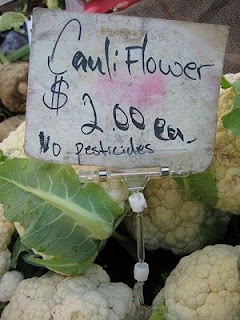 CauliFlower
$ 2.00 Ea.
No pesticides